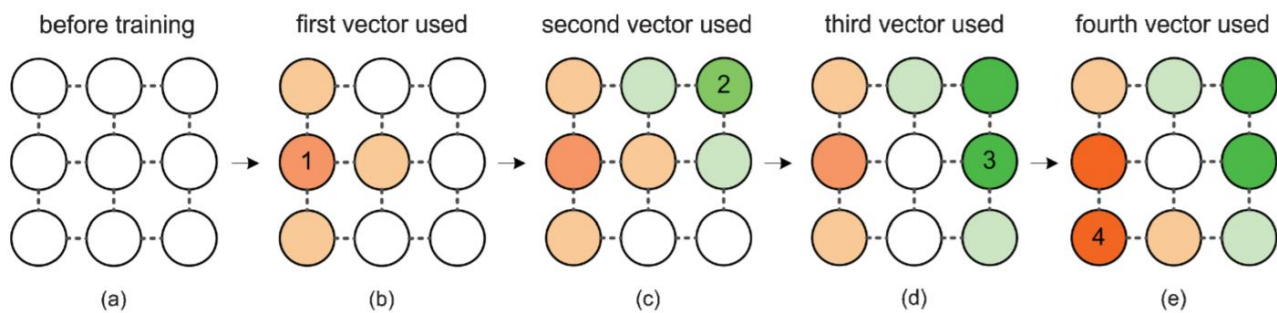 before training
first vector used
second vector used
third vector used
fourth vector used
2
1
3
4
(a)
(b)
(c)
(d)
(e)